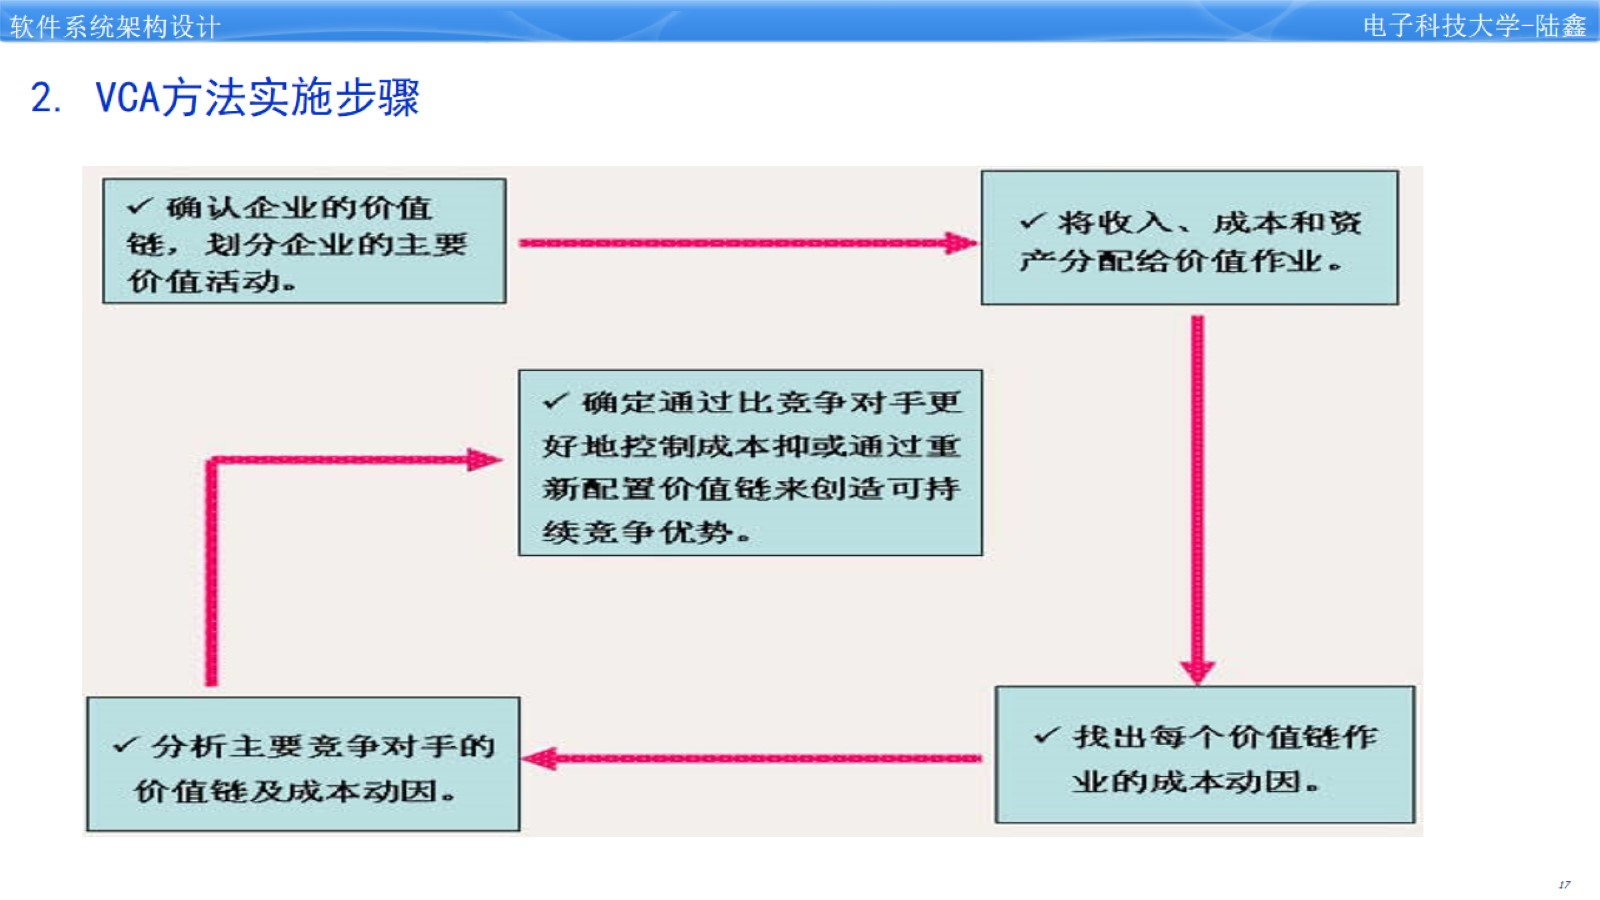 软件系统架构设计
电子科技大学-陆鑫
2. VCA方法实施步骤
✓ 确认企业的价值
链，划分企业的主要
价值活动。
✓ 将收入、成本和资
产分配给价值作业。
✓ 确定通过比竞争对手更
好地控制成本抑或通过重
新配置价值链来创造可持
续竞争优势。
✓ 分析主要竞争对手的
价值链及成本动因。
✓ 找出每个价值链作
业的成本动因。
17